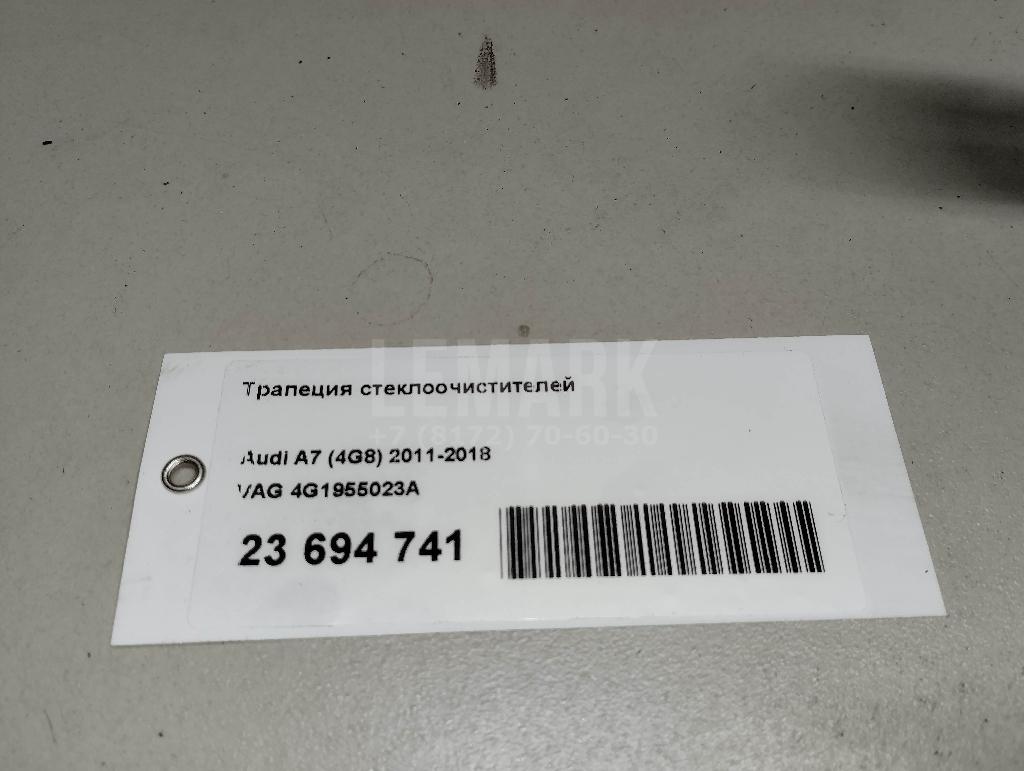 LEMARK
+7 (8172) 70-60-30
Трапеция стеклоочистителей
Audi A7 (4G8) 2011-2018
VAG 4G1955023A
23 694 741